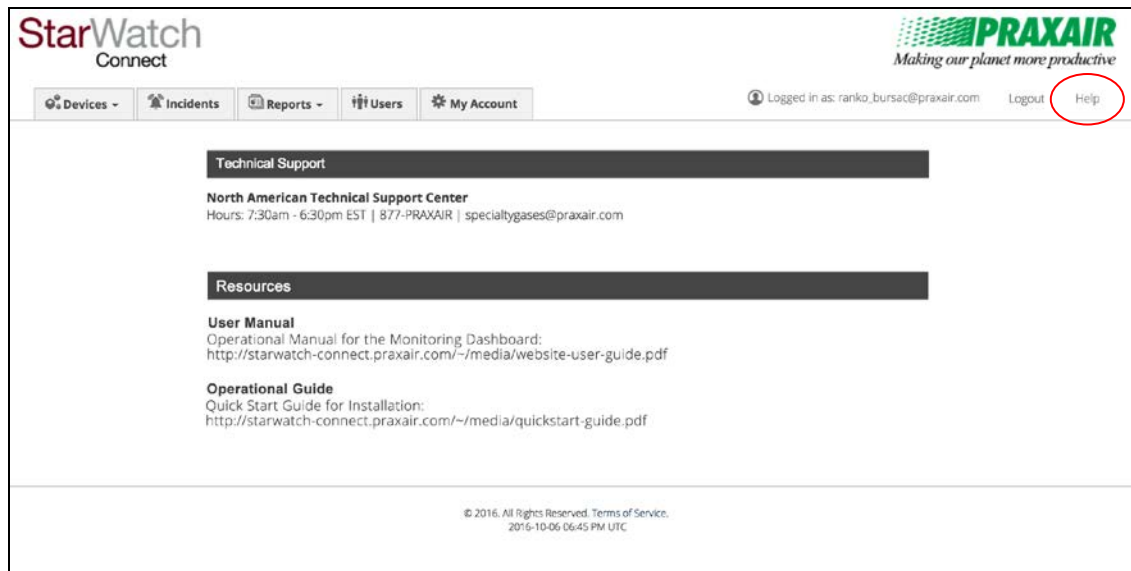 StarWatch
Connect
PRAXAIR
Making our planet more productive
Devices
Incidents
Reports
Users
My Account
Logged in as: ranko_bursac@praxair.com
Logout
Help
Technical Support
North American Technical Support Center
Hours: 7:30am - 6:30pm EST | 877-PRAXAIR | specialtygases@praxair.com
Resources
User Manual
Operational Manual for the Monitoring Dashboard:
http://starwatch-connect.praxair.com/~/media/website-user-guide.pdf
Operational Guide
Quick Start Guide for Installation:
http://starwatch-connect.praxair.com/~/media/quickstart-guide.pdf
© 2016. All Rights Reserved. Terms of Service.
2016-10-06 06:45 PM UTC